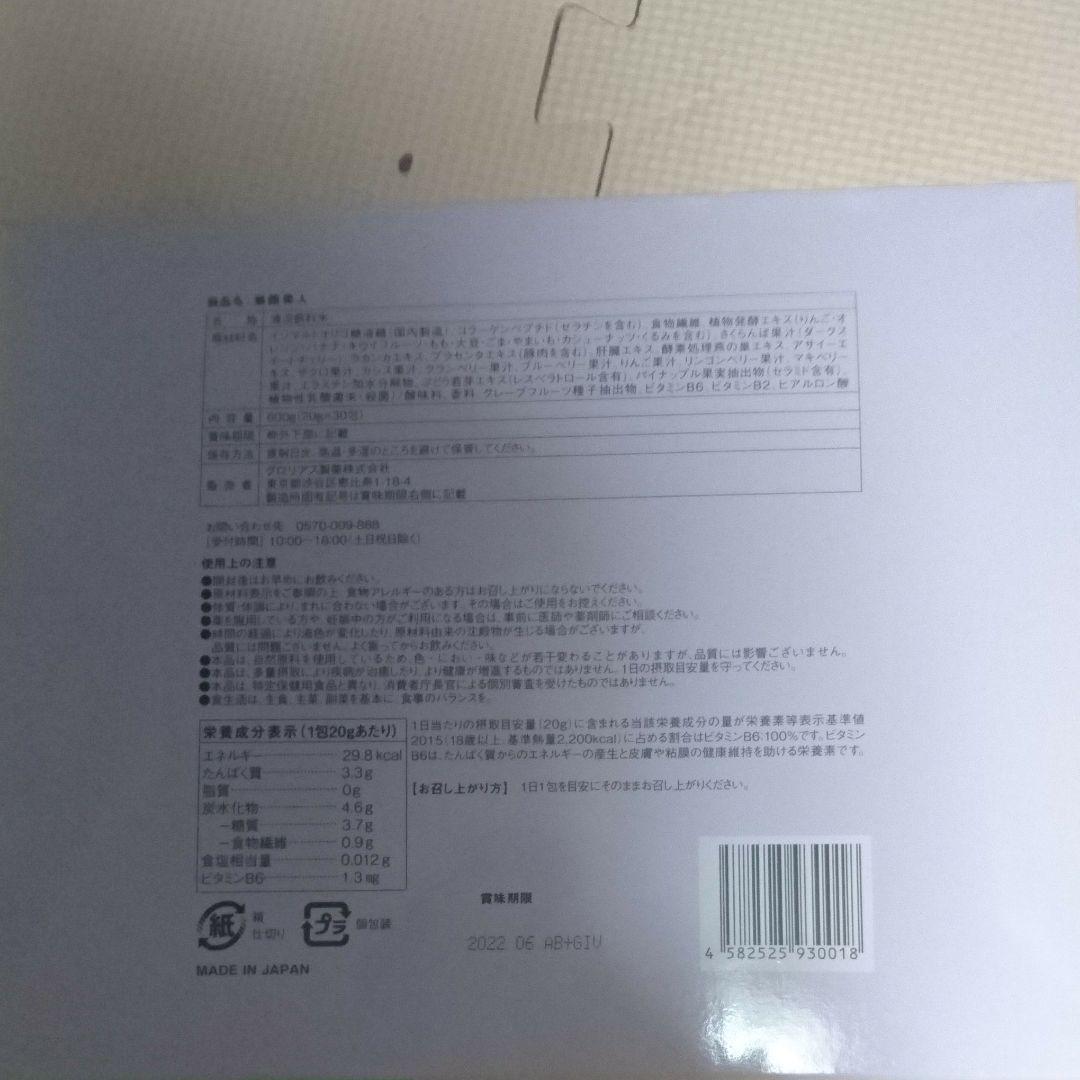 商品名
名 称 清涼飲料水
原材料名 イソマルトオリゴ糖液糖(国内製造)、コラーゲンペプチド(ゼラチンを含む)、食物繊維、植物発酵エキス(りんご・オ
レンジ・バナナ・キウイフルーツ・もも・大豆・ごま・やまいも・カシューナッツ・くるみを含む)、さくらんぼ果汁(ダークス
イートチェリー)、ラカンカエキス、プラセンタエキス(豚肉を含む)、肝臓エキス、酵素処理燕の巣エキス、アサイーエ
キス、ザクロ果汁、カシス果汁、クランベリー果汁、ブルーベリー果汁、りんご果汁、リンゴンベリー果汁、マキベリー
果汁、エラスチン加水分解物、ぶどう若芽エキス(レスベラトロール含有)、パイナップル果実抽出物(セラミド含有)、
植物性乳酸菌末(殺菌)/酸味料、香料、グレープフルーツ種子抽出物、ビタミンB6、ビタミンB2、ヒアルロン酸
内 容 量 600g(20g×30包)
賞味期限 枠外下部に記載
保存方法 直射日光、高温・多湿のところを避けて保管してください。
販 売 者 グロリアス製薬株式会社
東京都渋谷区恵比寿1-18-4
製造所固有記号は賞味期限右側に記載
お問い合わせ先 0570-009-888
[受付時間] 10:00〜18:00(土日祝日除く)
使用上の注意
●開封後はお早めにお飲みください。
●原材料表示をご参照の上、食物アレルギーのある方はお召し上がりにならないでください。
●体質・体調により、まれに合わない場合がございます。その場合はご使用をお控えください。
●薬を服用している方や、妊娠中の方がご利用になる場合は、事前に医師や薬剤師にご相談ください。
●時間の経過により液色が変化したり、原材料由来の沈殿物が生じる場合がございますが、
品質には問題ございません。よく振ってからお飲みください。
●本品は、自然原料を使用しているため、色・におい・味などが若干変わることがありますが、品質には影響ございません。
●本品は、多量摂取により疾病が治癒したり、より健康が増進するものではありません。1日の摂取目安量を守ってください。
●本品は、特定保健用食品と異なり、消費者庁長官による個別審査を受けたものではありません。
●食生活は、主食、主菜、副菜を基本に、食事のバランスを。
栄養成分表示(1包20gあたり)
エネルギー 29.8kcal
たんぱく質 3.3g
脂質 0g
炭水化物 4.6g
−糖質 3.7g
−食物繊維 0.9g
食塩相当量 0.012g
ビタミンB6 1.3mg
1日当たりの摂取目安量(20g)に含まれる当該栄養成分の量が栄養素等表示基準値
2015(18歳以上、基準熱量2,200kcal)に占める割合はビタミンB6:100%です。ビタミン
B6は、たんぱく質からのエネルギーの産生と皮膚や粘膜の健康維持を助ける栄養素です。
【お召し上がり方】 1日1包を目安にそのままお召し上がりください。
紙 箱
仕切り
プラ 個包装
MADE IN JAPAN
賞味期限
2022 06 AB+GIV
4 582525 930018